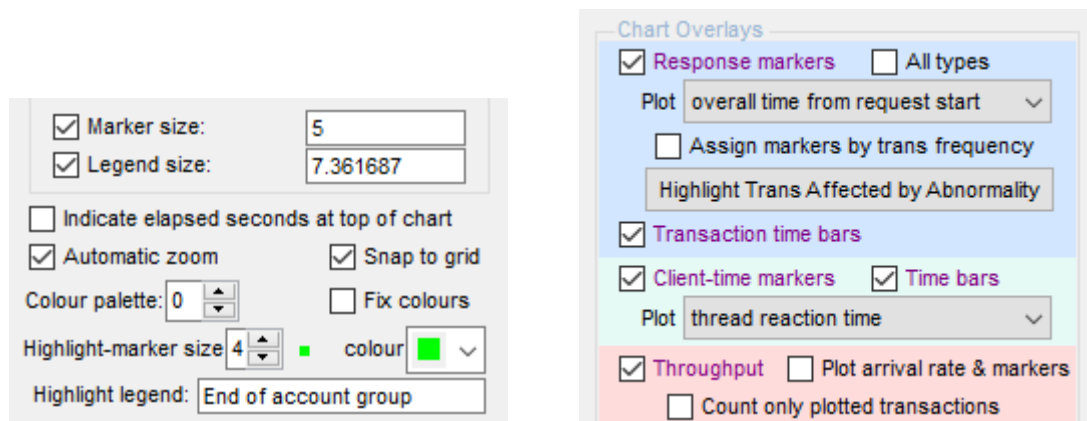 Marker size: 5
Legend size: 7.361687
Indicate elapsed seconds at top of chart
Automatic zoom Snap to grid
Colour palette: 0 Fix colours
Highlight-marker size 4 colour
Highlight legend: End of account group
Chart Overlays
Response markers All types
Plot overall time from request start
Assign markers by trans frequency
Highlight Trans Affected by Abnormality
Transaction time bars
Client-time markers Time bars
Plot thread reaction time
Throughput Plot arrival rate & markers
Count only plotted transactions